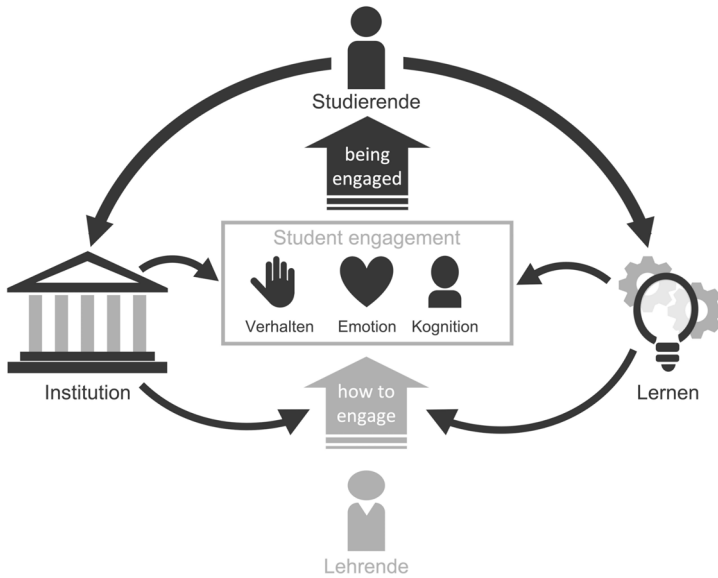 Studierende
being
engaged
Student engagement
Verhalten
Emotion
Kognition
Institution
Lernen
how to
engage
Lehrende